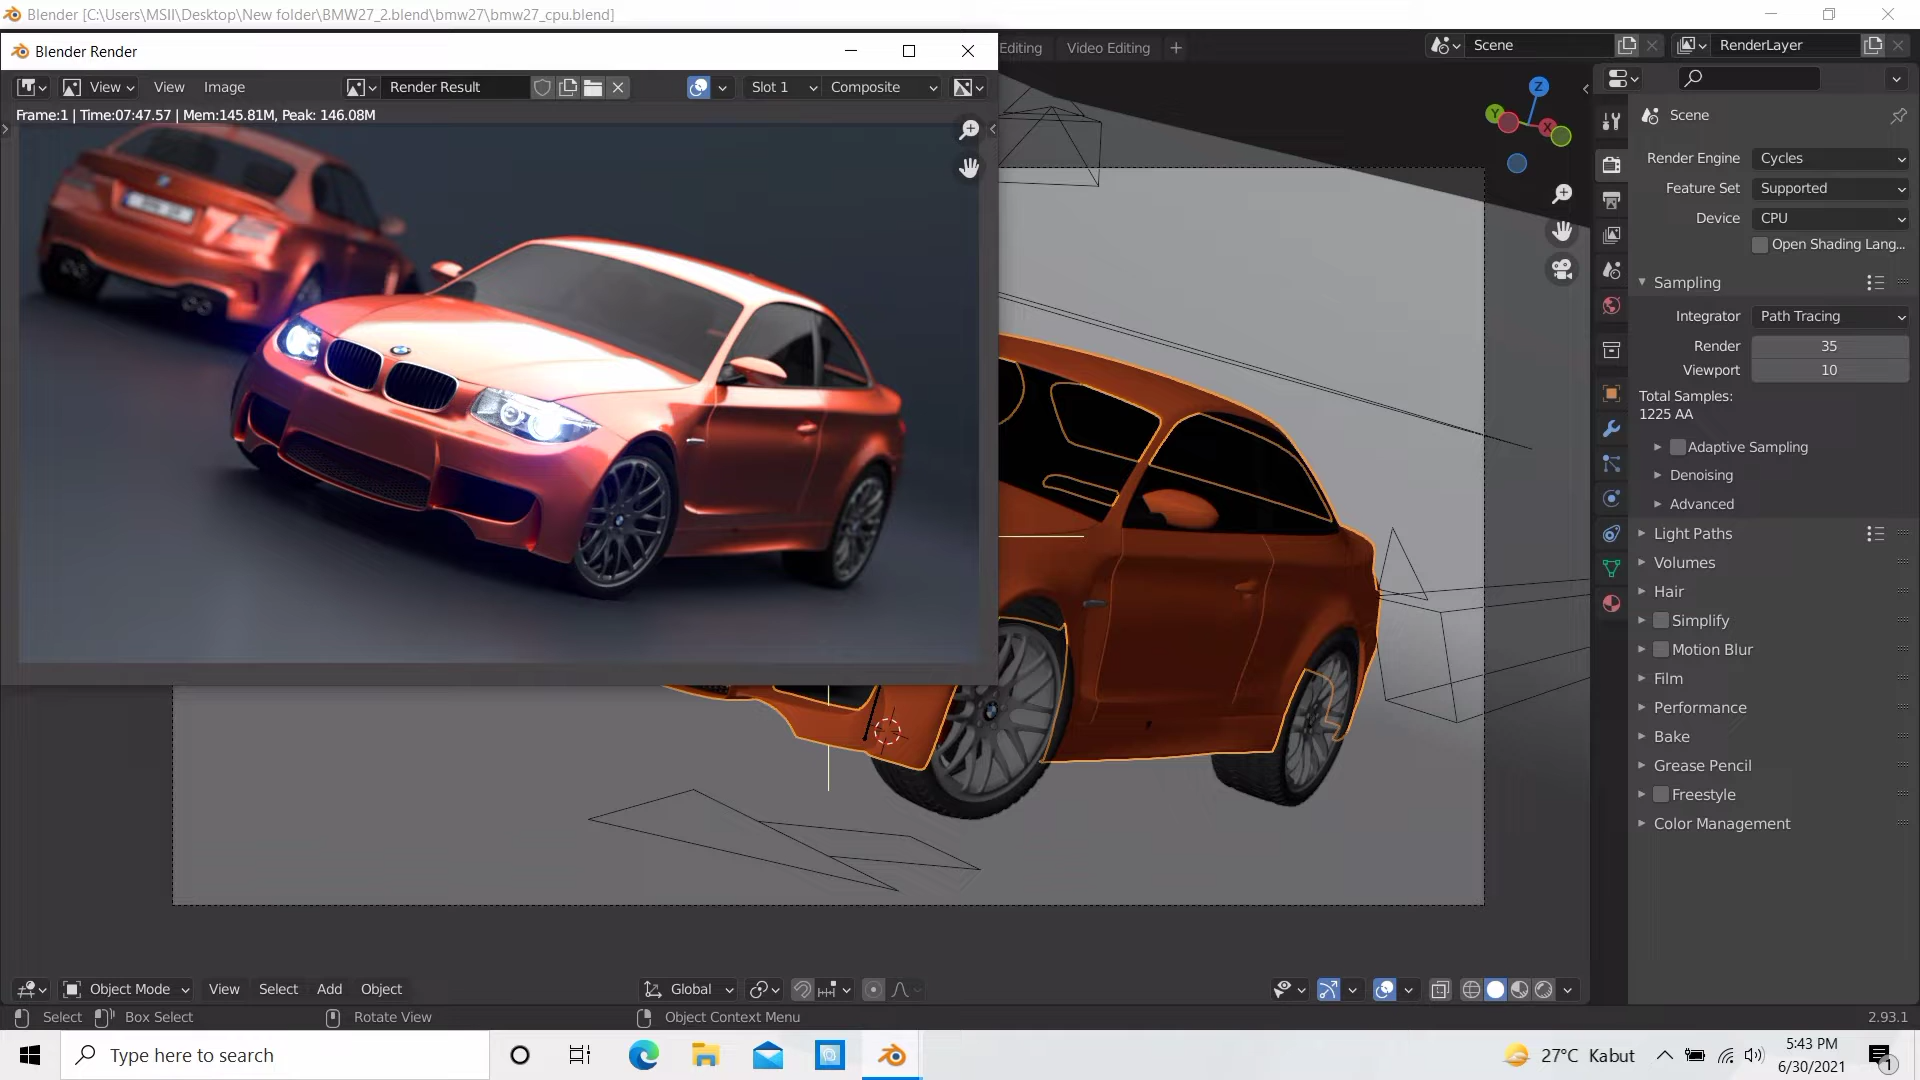 Blender [C:\Users\MSII\Desktop\New folder\BMW27_2.blend\bmw27\bmw27_cpu.blend]
Blender Render
Editing
Video Editing
Scene
RenderLayer
View
View
Image
Render Result
Slot 1
Composite
Frame:1 | Time:07:47.57 | Mem:145.81M, Peak: 146.08M
Z
Y
X
Scene
Render Engine
Cycles
Feature Set
Supported
Device
CPU
Open Shading Lang...
Sampling
Integrator
Path Tracing
Render
35
Viewport
10
Total Samples:
1225 AA
Adaptive Sampling
Denoising
Advanced
Light Paths
Volumes
Hair
Simplify
Motion Blur
Film
Performance
Bake
Grease Pencil
Freestyle
Color Management
Object Mode
View
Select
Add
Object
Global
Select
Box Select
Rotate View
Object Context Menu
2.93.1
Type here to search
27°C Kabut
5:43 PM
6/30/2021
1